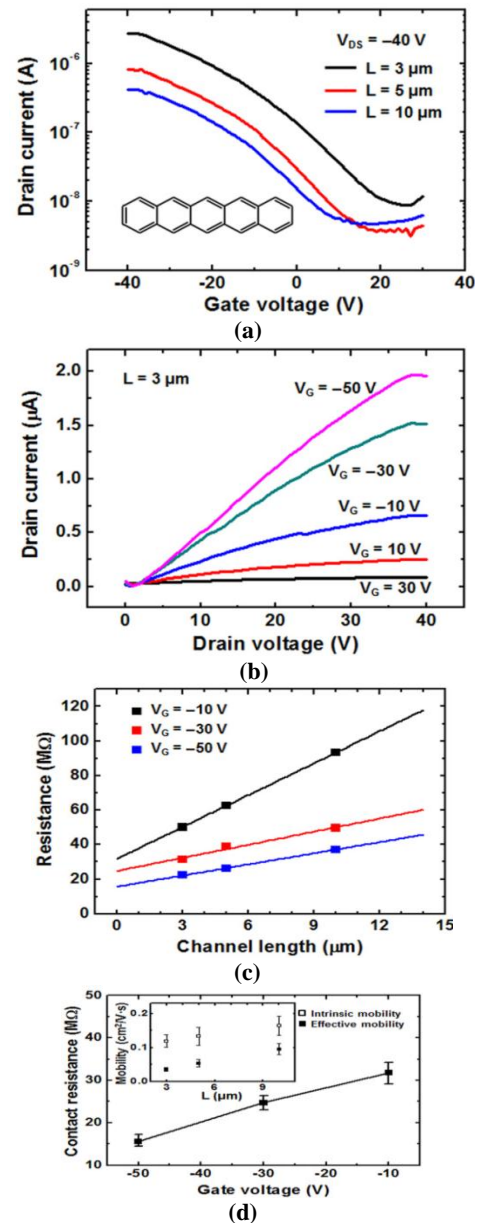 V_DS = −40 V
L = 3 μm
L = 5 μm
L = 10 μm
10⁻⁶
10⁻⁷
10⁻⁸
10⁻⁹
Drain current (A)
-40 -20 0 20 40
Gate voltage (V)
(a)
L = 3 μm
V_G = −50 V
V_G = −30 V
V_G = −10 V
V_G = 10 V
V_G = 30 V
2.0
1.5
1.0
0.5
0.0
Drain current (μA)
0 10 20 30 40
Drain voltage (V)
(b)
V_G = −10 V
V_G = −30 V
V_G = −50 V
120
100
80
60
40
20
0
Resistance (MΩ)
0 3 6 9 12 15
Channel length (μm)
(c)
50
40
30
20
10
Contact resistance (MΩ)
0.2
0.1
0.0
Mobility (cm²/V·s)
3 6 9
L (μm)
Intrinsic mobility
Effective mobility
-50 -40 -30 -20 -10
Gate voltage (V)
(d)